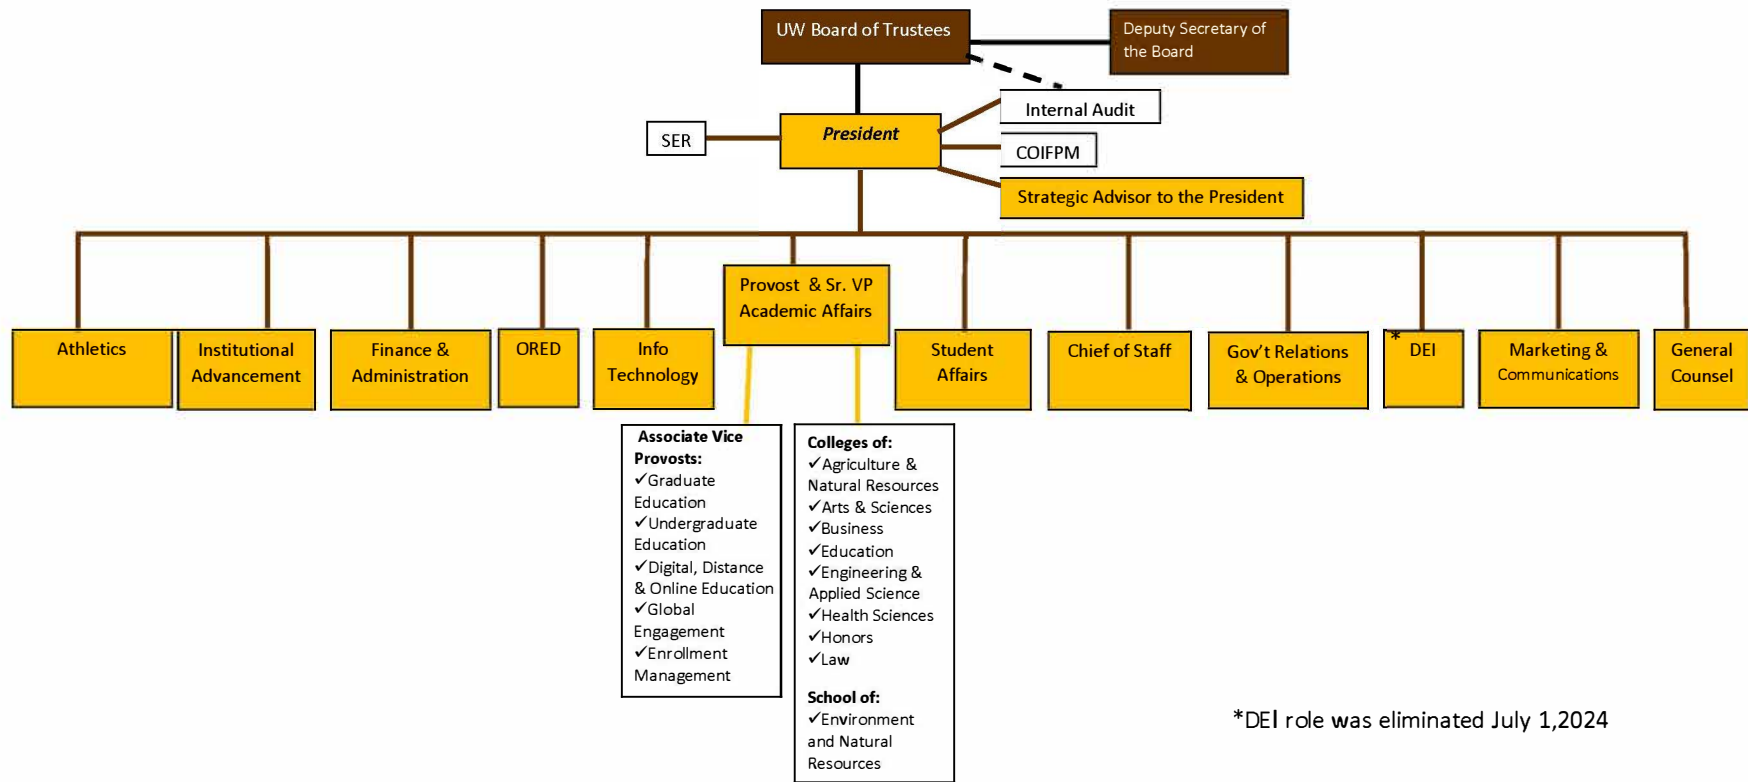 UW Board of Trustees
Deputy Secretary of
the Board
Internal Audit
SER
President
COIFPM
Strategic Advisor to the President
Provost & Sr. VP
Academic Affairs
Athletics
Institutional
Advancement
Finance &
Administration
ORED
Info
Technology
Student
Affairs
Chief of Staff
Gov't Relations
& Operations
* DEI
Marketing &
Communications
General
Counsel
Associate Vice
Provosts:
✓Graduate
Education
✓Undergraduate
Education
✓Digital, Distance
& Online Education
✓Global
Engagement
✓Enrollment
Management
Colleges of:
✓Agriculture &
Natural Resources
✓Arts & Sciences
✓Business
✓Education
✓Engineering &
Applied Science
✓Health Sciences
✓Honors
✓Law
School of:
✓Environment
and Natural
Resources
*DEI role was eliminated July 1,2024